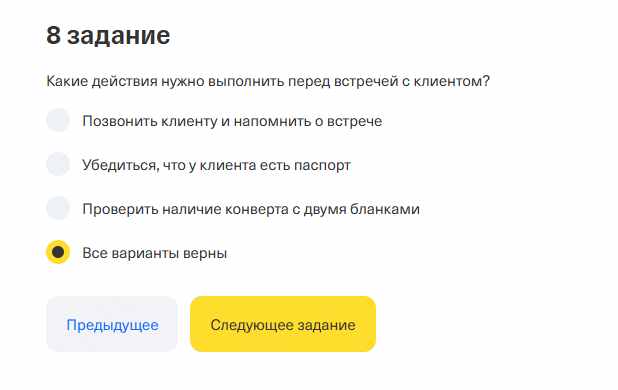 8 задание
Какие действия нужно выполнить перед встречей с клиентом?
Позвонить клиенту и напомнить о встрече
Убедиться, что у клиента есть паспорт
Проверить наличие конверта с двумя бланками
Все варианты верны
Предыдущее
Следующее задание